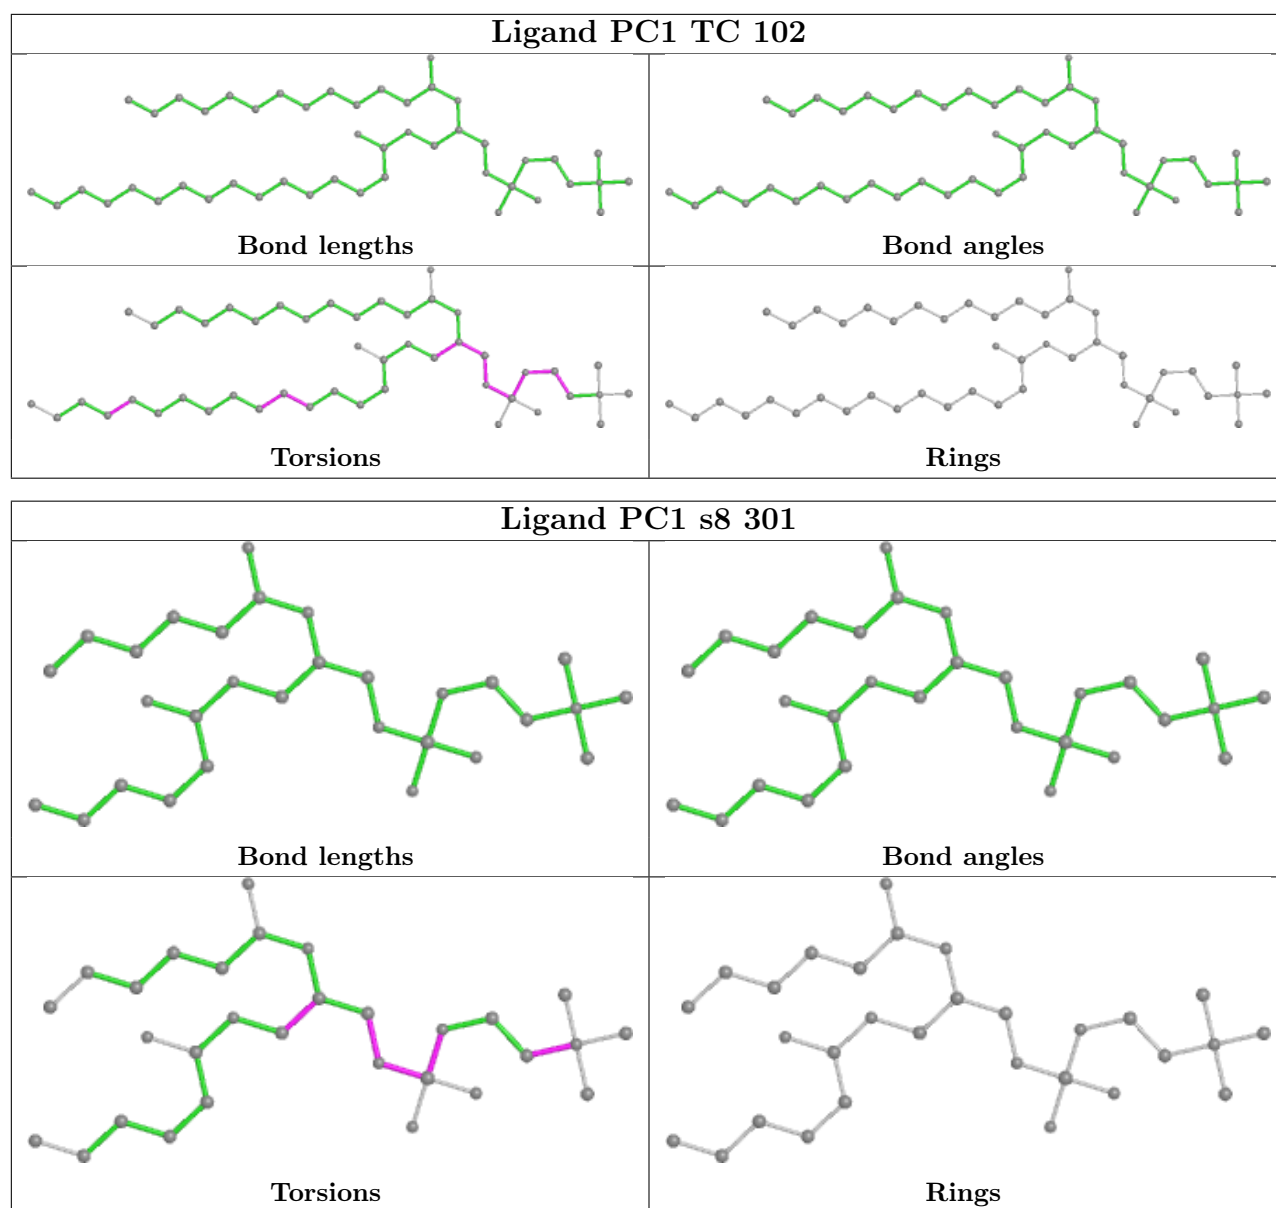 Ligand PC1 TC 102
Bond lengths
Bond angles
Torsions
Rings
Ligand PC1 s8 301
Bond lengths
Bond angles
Torsions
Rings